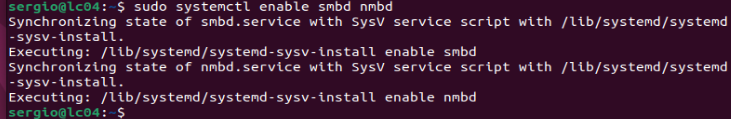 sergio@lc04:~$ sudo systemctl enable smbd nmbd
Synchronizing state of smbd.service with SysV service script with /lib/systemd/systemd
-sysv-install.
Executing: /lib/systemd/systemd-sysv-install enable smbd
Synchronizing state of nmbd.service with SysV service script with /lib/systemd/systemd
-sysv-install.
Executing: /lib/systemd/systemd-sysv-install enable nmbd
sergio@lc04:~$